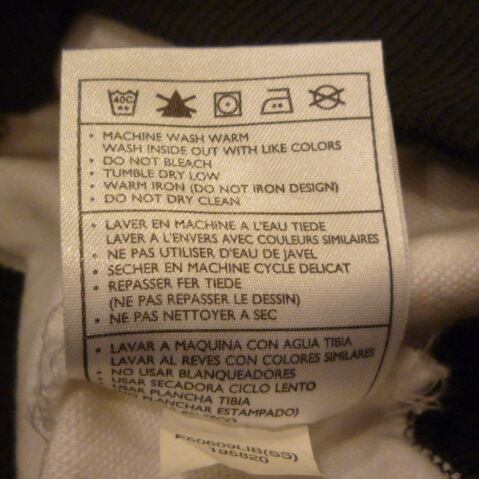 40C
• MACHINE WASH WARM
WASH INSIDE OUT WITH LIKE COLORS
• DO NOT BLEACH
• TUMBLE DRY LOW
• WARM IRON (DO NOT IRON DESIGN)
• DO NOT DRY CLEAN
• LAVER EN MACHINE A L'EAU TIEDE
LAVER A L'ENVERS AVEC COULEURS SIMILAIRES
• NE PAS UTILISER D'EAU DE JAVEL
• SECHER EN MACHINE CYCLE DELICAT
• REPASSER FER TIEDE
(NE PAS REPASSER LE DESSIN)
• NE PAS NETTOYER A SEC
• LAVAR A MAQUINA CON AGUA TIBIA
LAVAR AL REVES CON COLORES SIMILARES
• NO USAR BLANQUEADORES
USAR SECADORA CICLO LENTO
USAR PLANCHA TIBIA
PLANCHAR ESTAMPADO)
195820